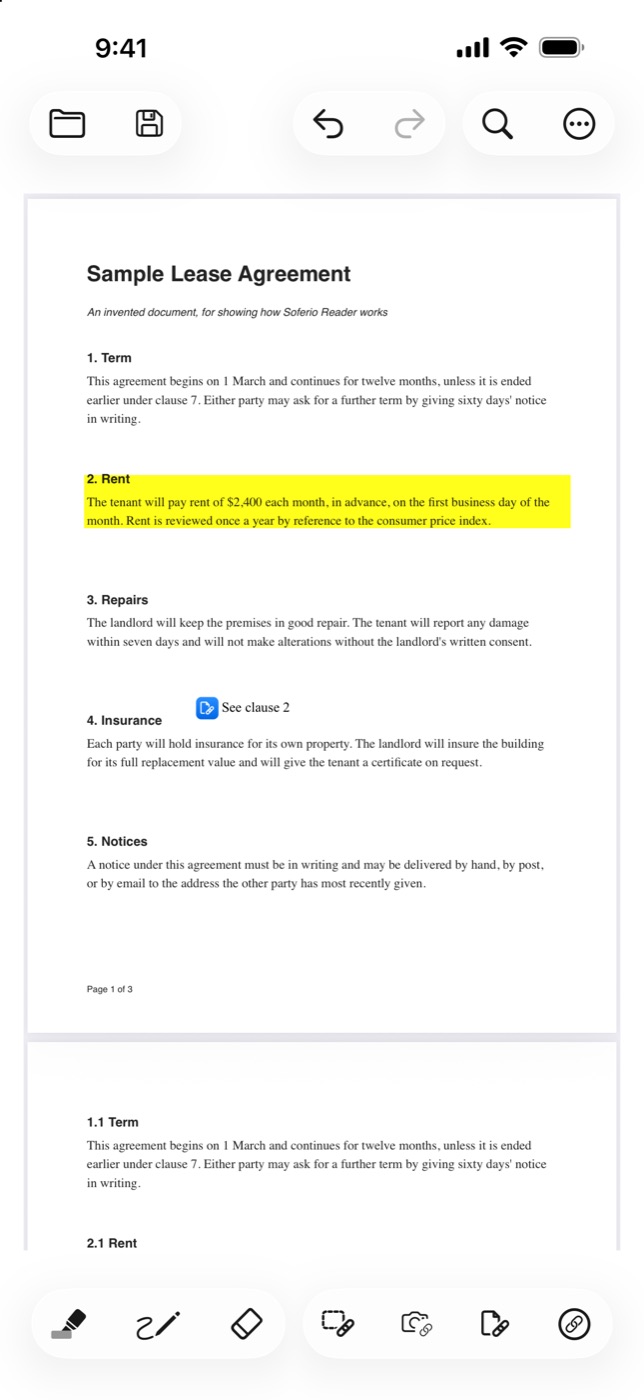 9:41
Sample Lease Agreement
An invented document, for showing how Soferio Reader works
1. Term
This agreement begins on 1 March and continues for twelve months, unless it is ended
earlier under clause 7. Either party may ask for a further term by giving sixty days' notice
in writing.
2. Rent
The tenant will pay rent of $2,400 each month, in advance, on the first business day of the
month. Rent is reviewed once a year by reference to the consumer price index.
3. Repairs
The landlord will keep the premises in good repair. The tenant will report any damage
within seven days and will not make alterations without the landlord's written consent.
See clause 2
4. Insurance
Each party will hold insurance for its own property. The landlord will insure the building
for its full replacement value and will give the tenant a certificate on request.
5. Notices
A notice under this agreement must be in writing and may be delivered by hand, by post,
or by email to the address the other party has most recently given.
Page 1 of 3
1.1 Term
This agreement begins on 1 March and continues for twelve months, unless it is ended
earlier under clause 7. Either party may ask for a further term by giving sixty days' notice
in writing.
2.1 Rent